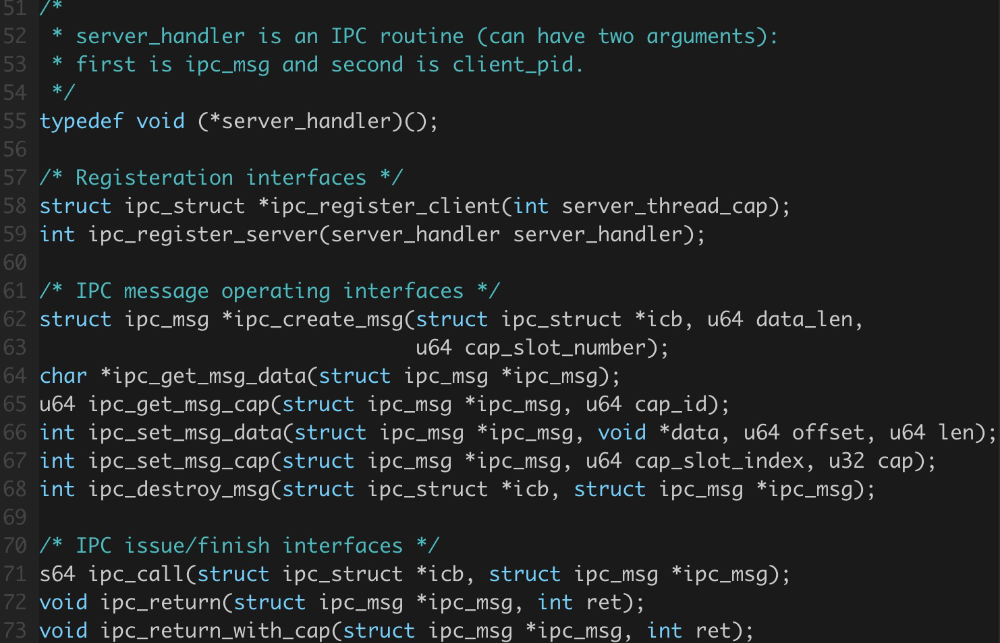 51 /*
52  * server_handler is an IPC routine (can have two arguments):
53  * first is ipc_msg and second is client_pid.
54  */
55 typedef void (*server_handler)();
56
57 /* Registeration interfaces */
58 struct ipc_struct *ipc_register_client(int server_thread_cap);
59 int ipc_register_server(server_handler server_handler);
60
61 /* IPC message operating interfaces */
62 struct ipc_msg *ipc_create_msg(struct ipc_struct *icb, u64 data_len,
63                                u64 cap_slot_number);
64 char *ipc_get_msg_data(struct ipc_msg *ipc_msg);
65 u64 ipc_get_msg_cap(struct ipc_msg *ipc_msg, u64 cap_id);
66 int ipc_set_msg_data(struct ipc_msg *ipc_msg, void *data, u64 offset, u64 len);
67 int ipc_set_msg_cap(struct ipc_msg *ipc_msg, u64 cap_slot_index, u32 cap);
68 int ipc_destroy_msg(struct ipc_struct *icb, struct ipc_msg *ipc_msg);
69
70 /* IPC issue/finish interfaces */
71 s64 ipc_call(struct ipc_struct *icb, struct ipc_msg *ipc_msg);
72 void ipc_return(struct ipc_msg *ipc_msg, int ret);
73 void ipc_return_with_cap(struct ipc_msg *ipc_msg, int ret);